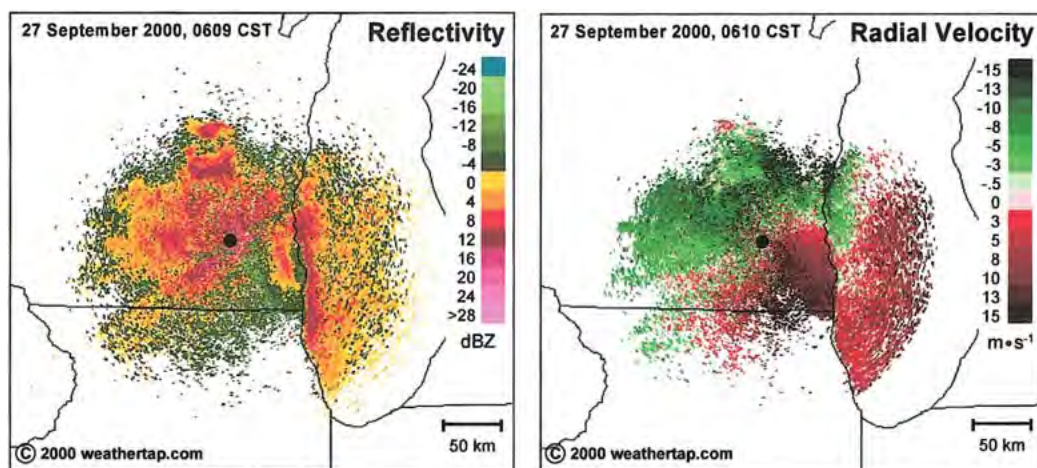 27 September 2000, 0609 CST
Reflectivity
-24
-20
-16
-12
-8
-4
0
4
8
12
16
20
24
>28
dBZ
50 km
© 2000 weathertap.com
27 September 2000, 0610 CST
Radial Velocity
-15
-13
-10
-8
-5
-3
-.5
0
3
5
8
10
13
15
m•s⁻¹
50 km
© 2000 weathertap.com